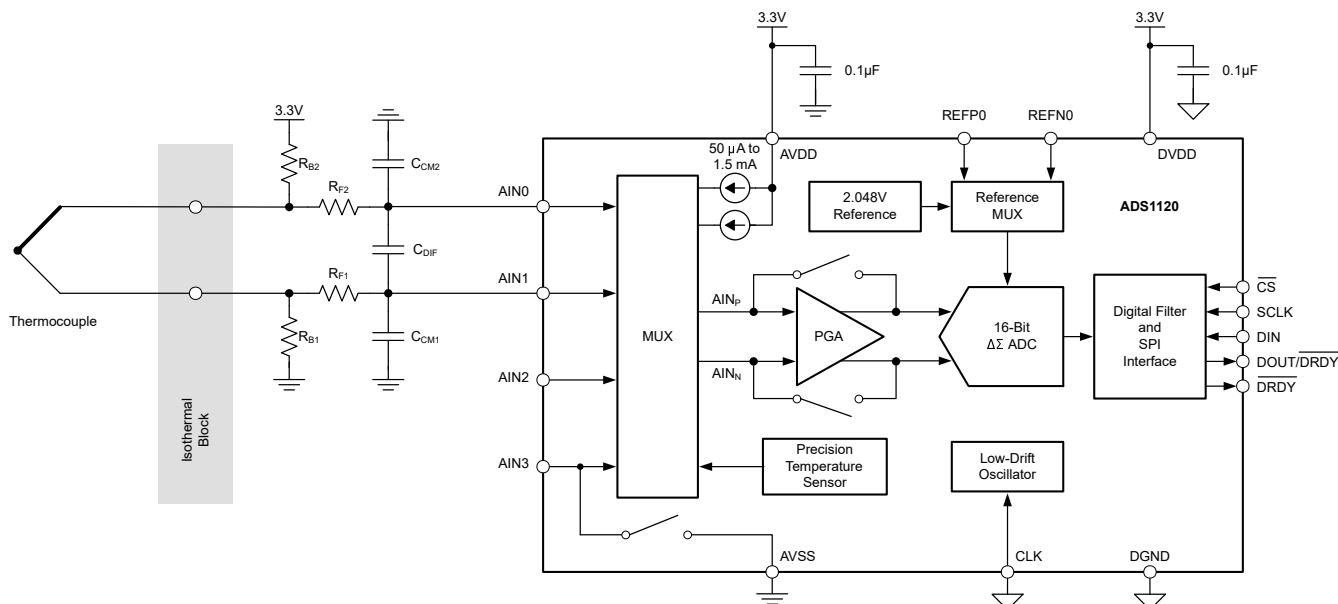 3.3V
3.3V
0.1µF
0.1µF
3.3V
REFP0
REFN0
AVDD
DVDD
50 µA to
1.5 mA
R_B2
C_CM2
R_F2
AIN0
2.048V
Reference
Reference
MUX
ADS1120
C_DIF
R_F1
AIN1
Thermocouple
R_B1
C_CM1
MUX
AIN_P
PGA
AIN_N
16-Bit
ΔΣ ADC
Digital Filter
and
SPI
Interface
C̅S̅
SCLK
DIN
DOUT/D̅R̅D̅Y̅
D̅R̅D̅Y̅
AIN2
Isothermal
Block
AIN3
Precision
Temperature
Sensor
Low-Drift
Oscillator
AVSS
CLK
DGND